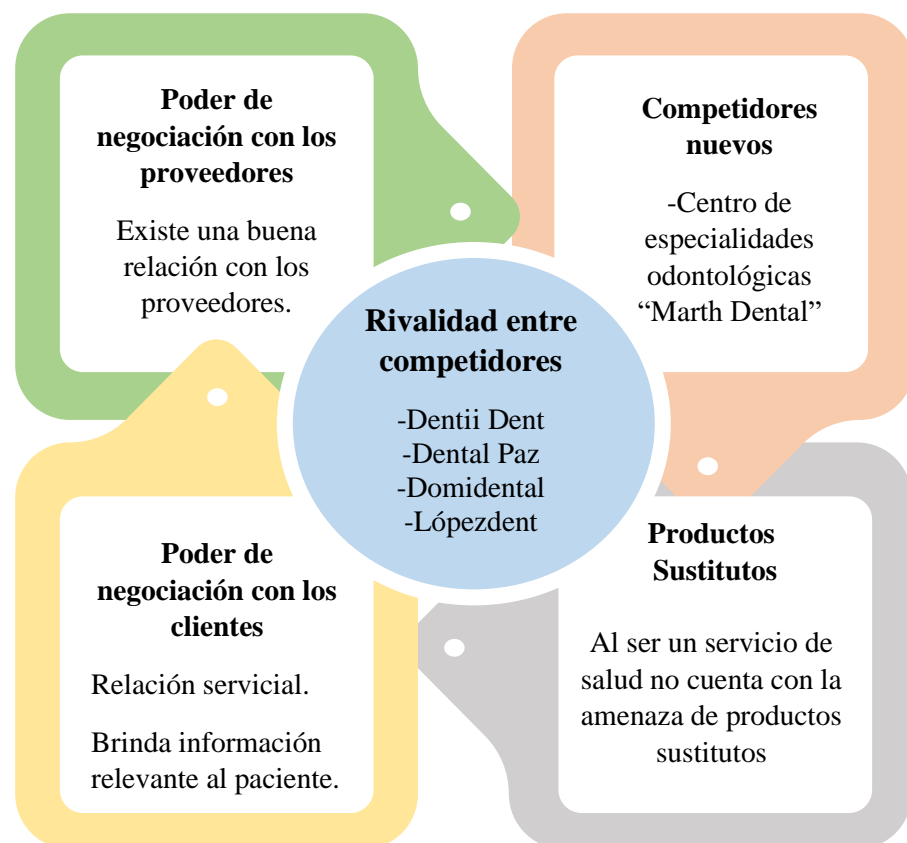 Poder de
negociación con los
proveedores
Existe una buena
relación con los
proveedores.
Competidores
nuevos
-Centro de
especialidades
odontológicas
“Marth Dental”
Rivalidad entre
competidores
-Dentii Dent
-Dental Paz
-Domidental
-Lópezdent
Poder de
negociación con los
clientes
Relación servicial.
Brinda información
relevante al paciente.
Productos
Sustitutos
Al ser un servicio de
salud no cuenta con la
amenaza de productos
sustitutos